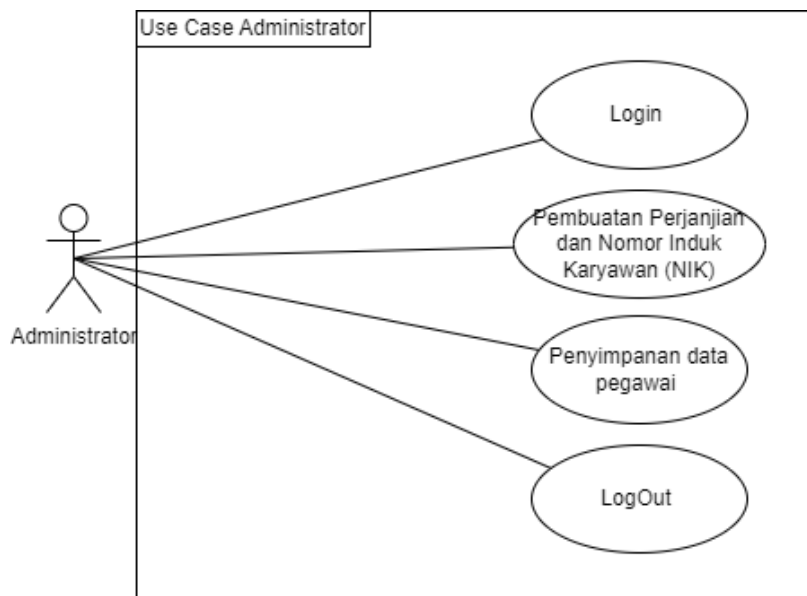 Use Case Administrator
Login
Pembuatan Perjanjian
dan Nomor Induk
Karyawan (NIK)
Administrator
Penyimpanan data
pegawai
LogOut